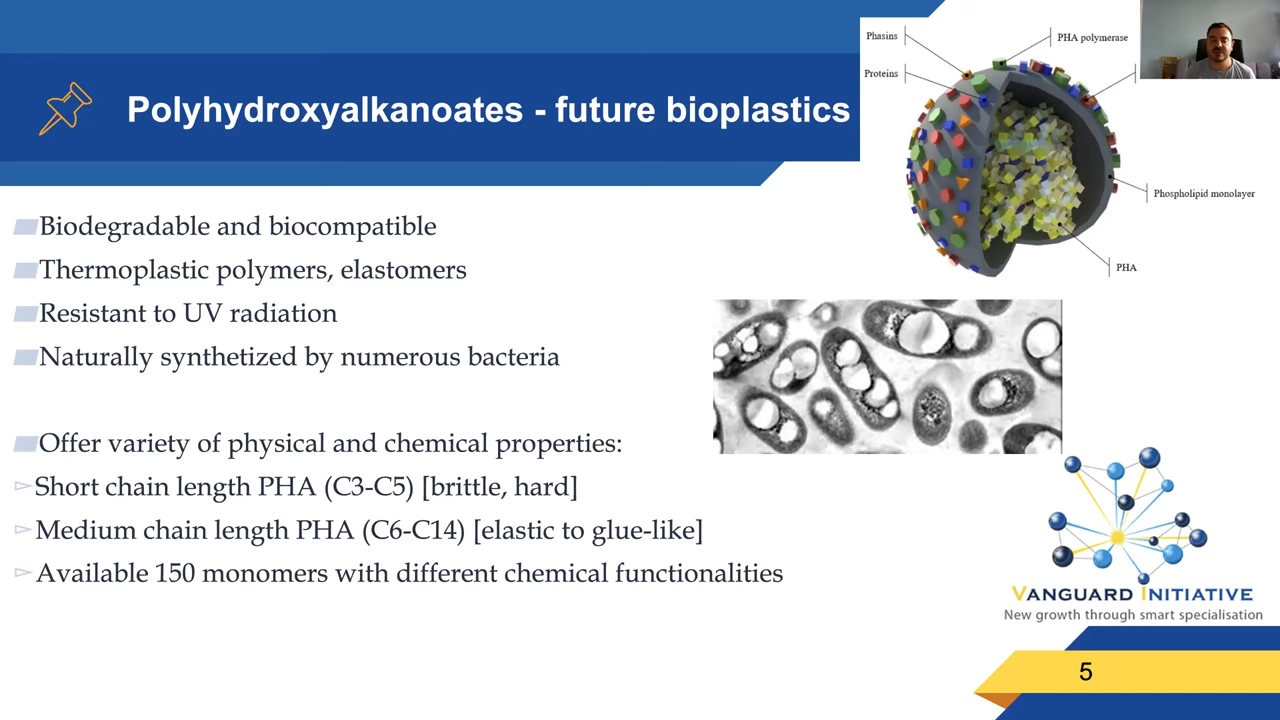 Polyhydroxyalkanoates - future bioplastics
Phasins
PHA polymerase
Proteins
Phospholipid monolayer
PHA
Biodegradable and biocompatible
Thermoplastic polymers, elastomers
Resistant to UV radiation
Naturally synthetized by numerous bacteria
Offer variety of physical and chemical properties:
Short chain length PHA (C3-C5) [brittle, hard]
Medium chain length PHA (C6-C14) [elastic to glue-like]
Available 150 monomers with different chemical functionalities
VANGUARD INITIATIVE
New growth through smart specialisation
5